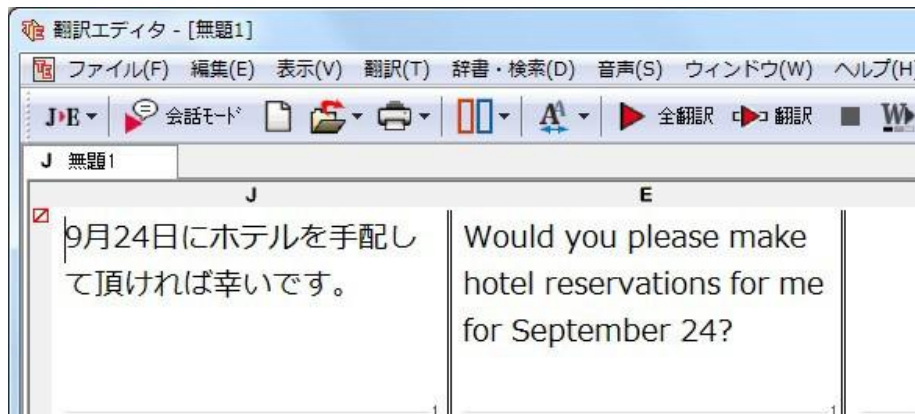 翻訳エディタ - [無題1]
ファイル(F) 編集(E) 表示(V) 翻訳(T) 辞書・検索(D) 音声(S) ウィンドウ(W) ヘルプ(H)
J▸E 会話モード 全翻訳 翻訳 W
J 無題1
J E
9月24日にホテルを手配し
て頂ければ幸いです。
Would you please make
hotel reservations for me
for September 24?
1 1